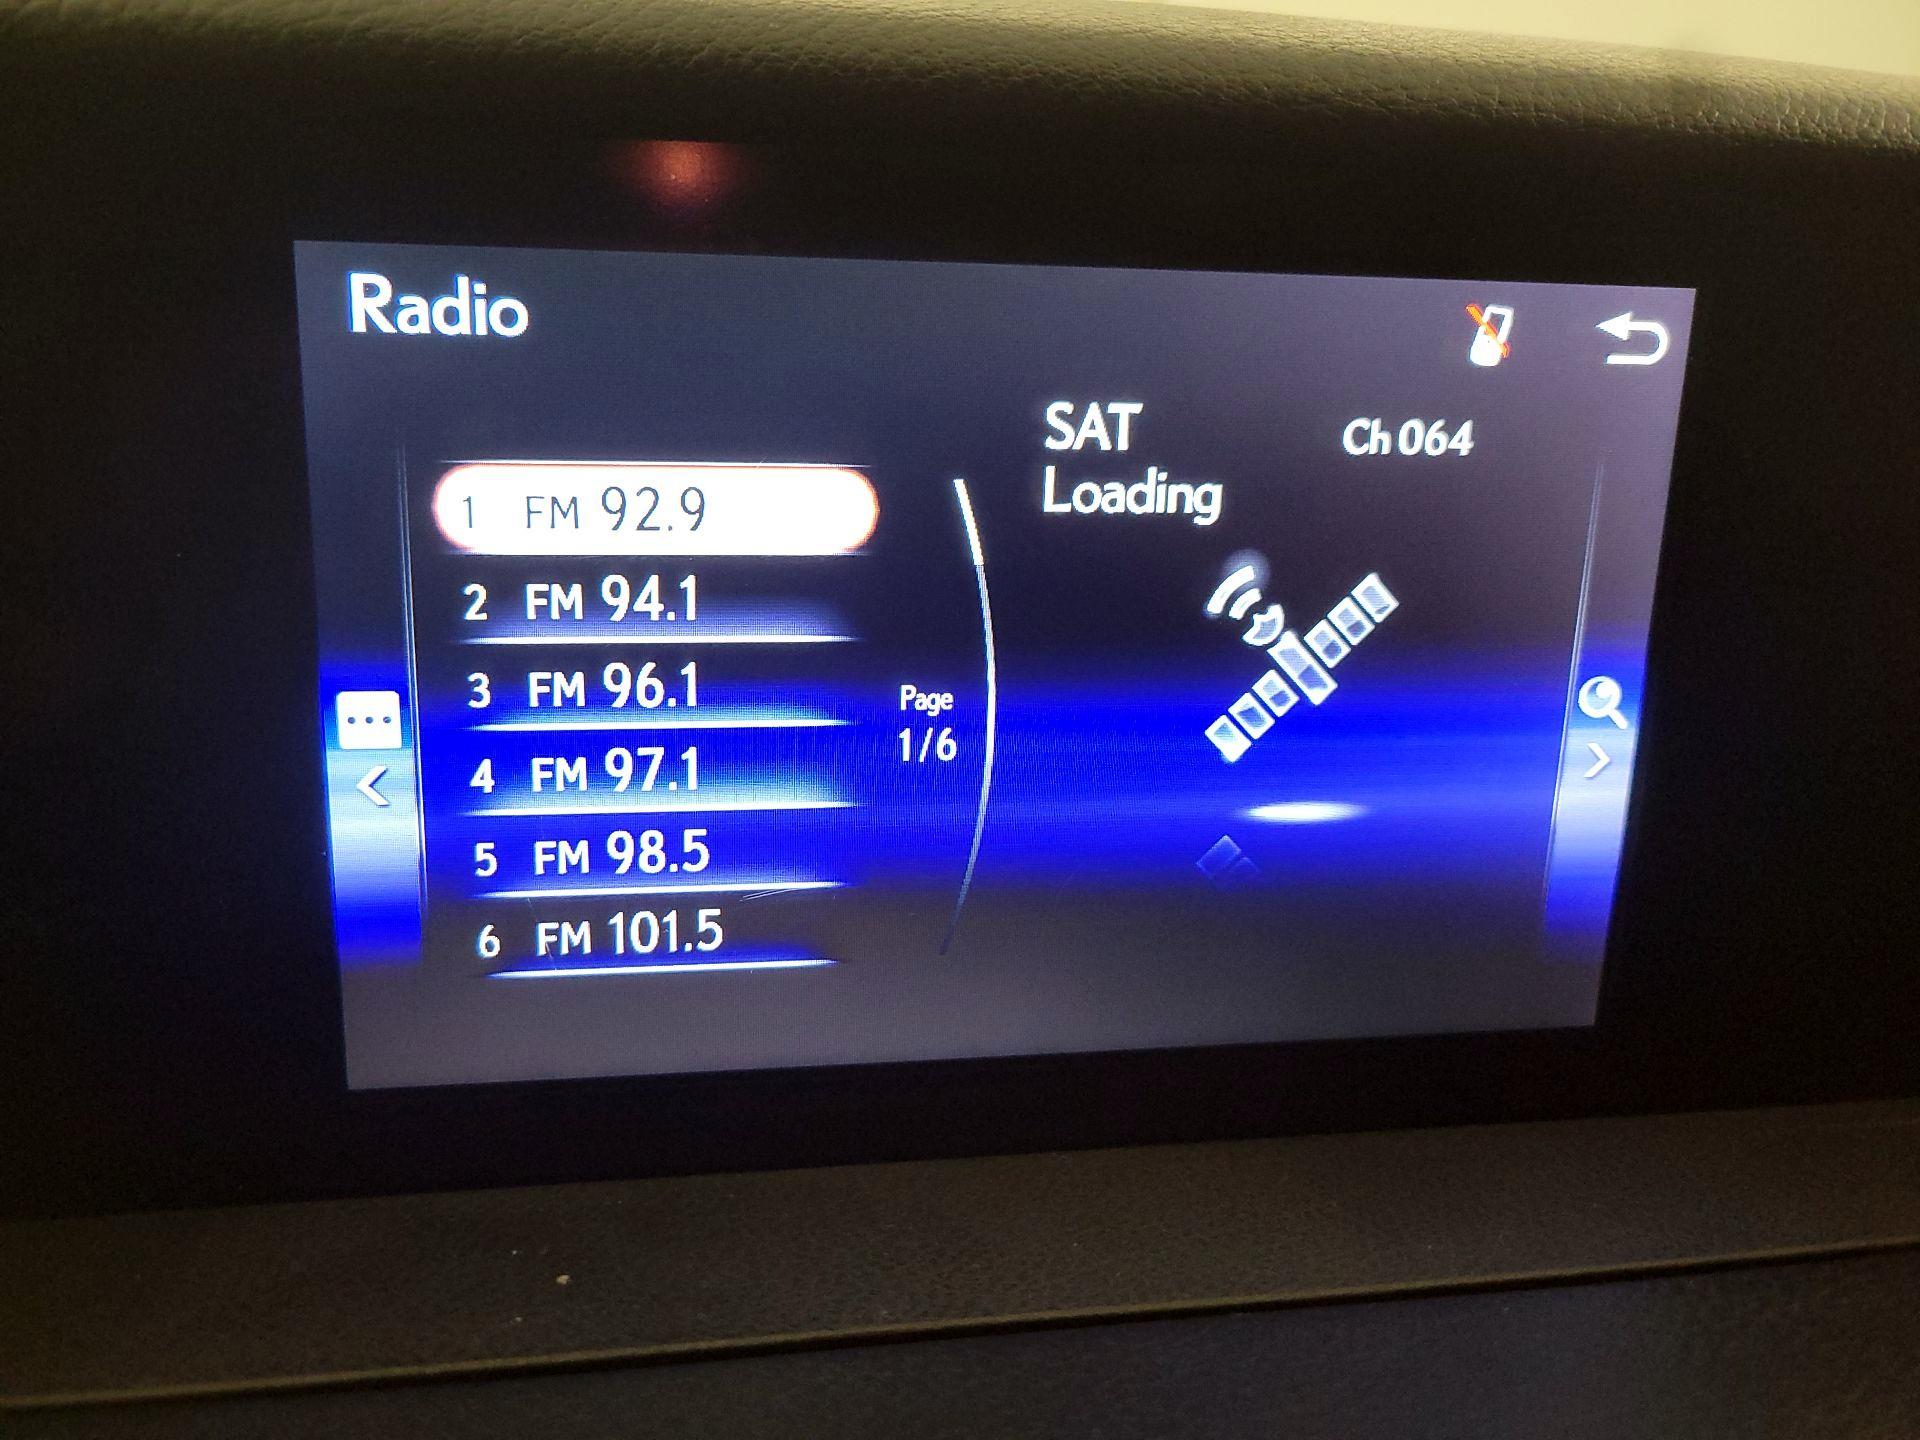 Radio
SAT
Ch 064
Loading
1 FM 92.9
2 FM 94.1
3 FM 96.1
4 FM 97.1
5 FM 98.5
6 FM 101.5
Page
1/6